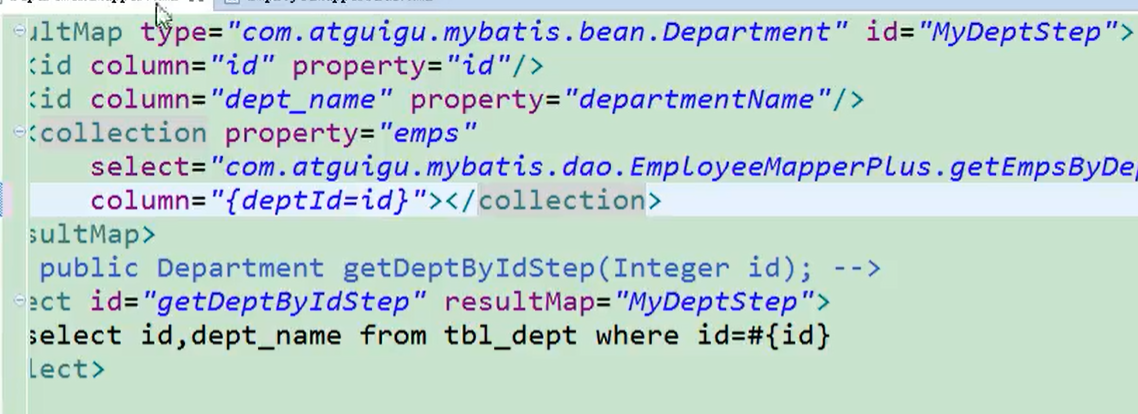 ultMap type="com.atguigu.mybatis.bean.Department" id="MyDeptStep">
<id column="id" property="id"/>
<id column="dept_name" property="departmentName"/>
<collection property="emps"
select="com.atguigu.mybatis.dao.EmployeeMapperPlus.getEmpsByDep
column="{deptId=id}"></collection>
sultMap>
public Department getDeptByIdStep(Integer id); -->
ect id="getDeptByIdStep" resultMap="MyDeptStep">
select id,dept_name from tbl_dept where id=#{id}
lect>